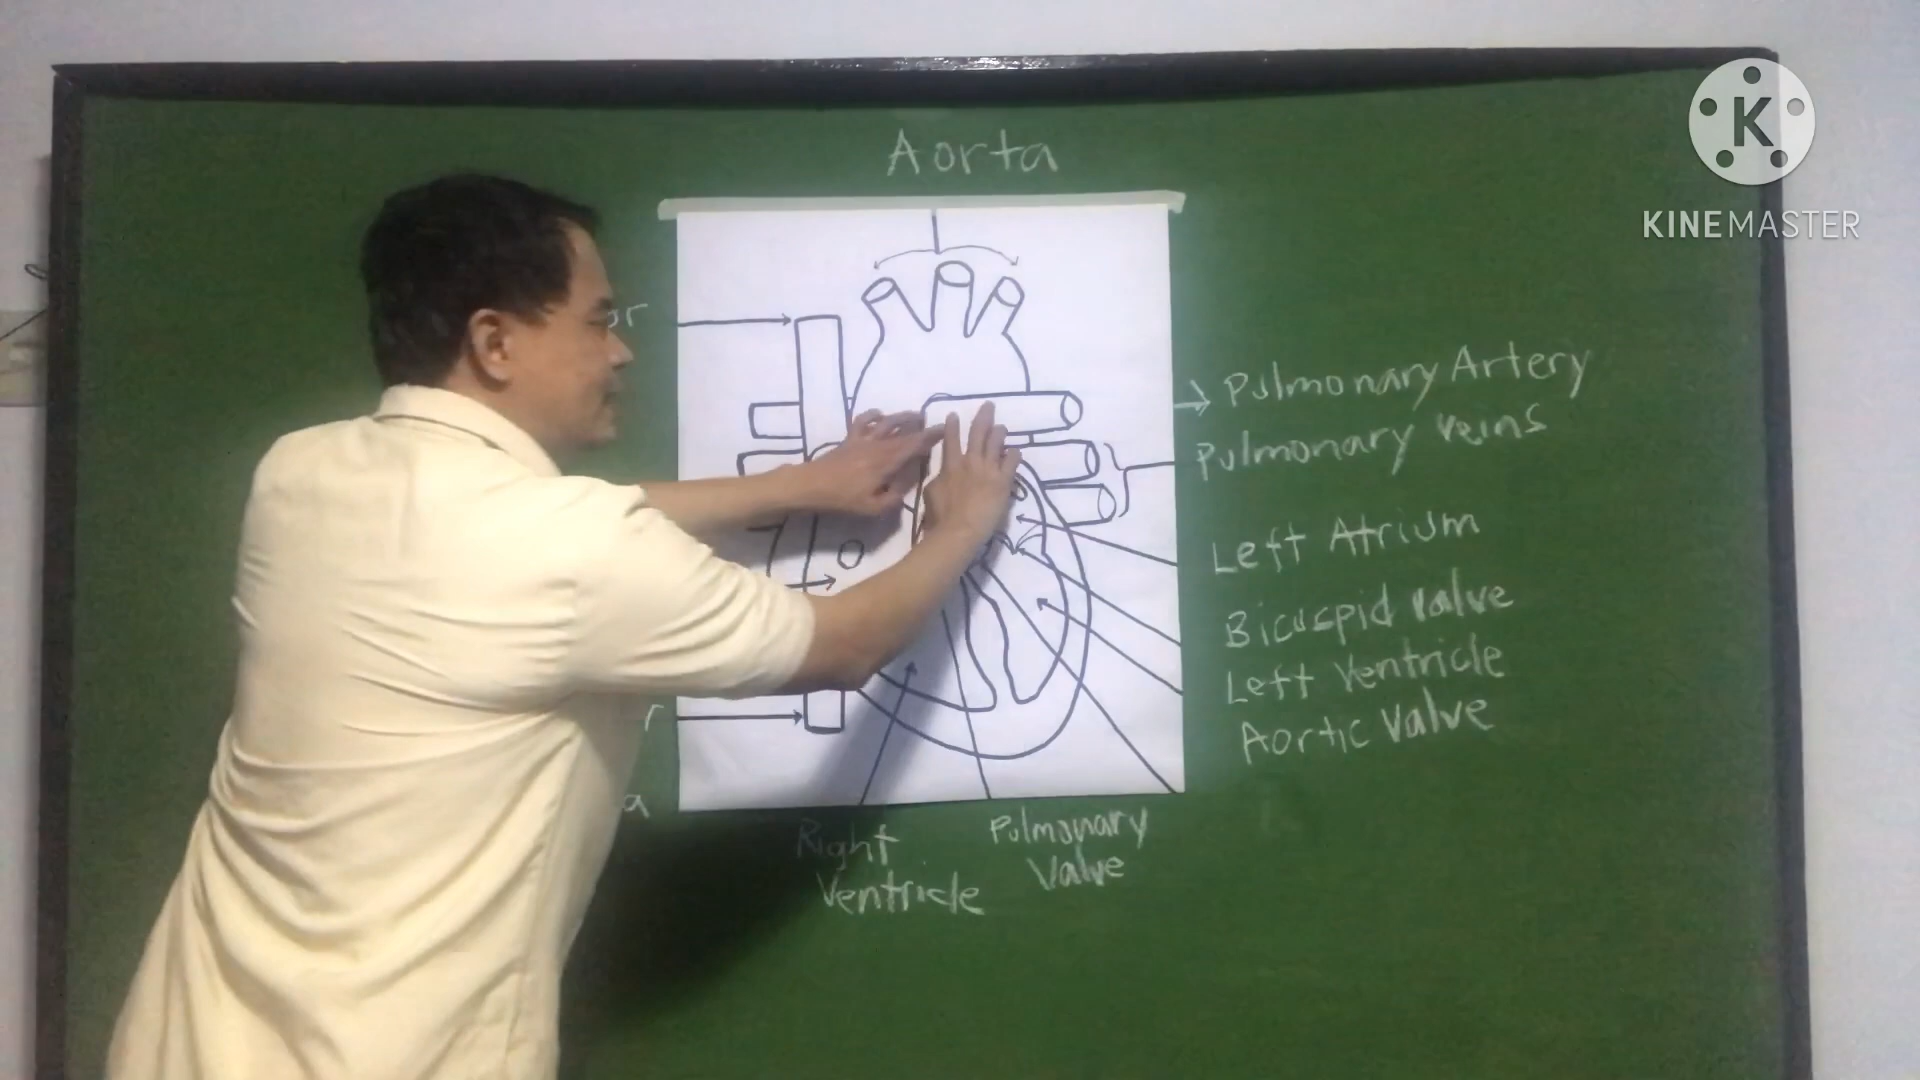 Aorta
K
KINEMASTER
Pulmonary Artery
Pulmonary veins
Left Atrium
Bicuspid valve
Left Ventricle
Aortic Valve
Right
Ventricle
Pulmonary
Valve